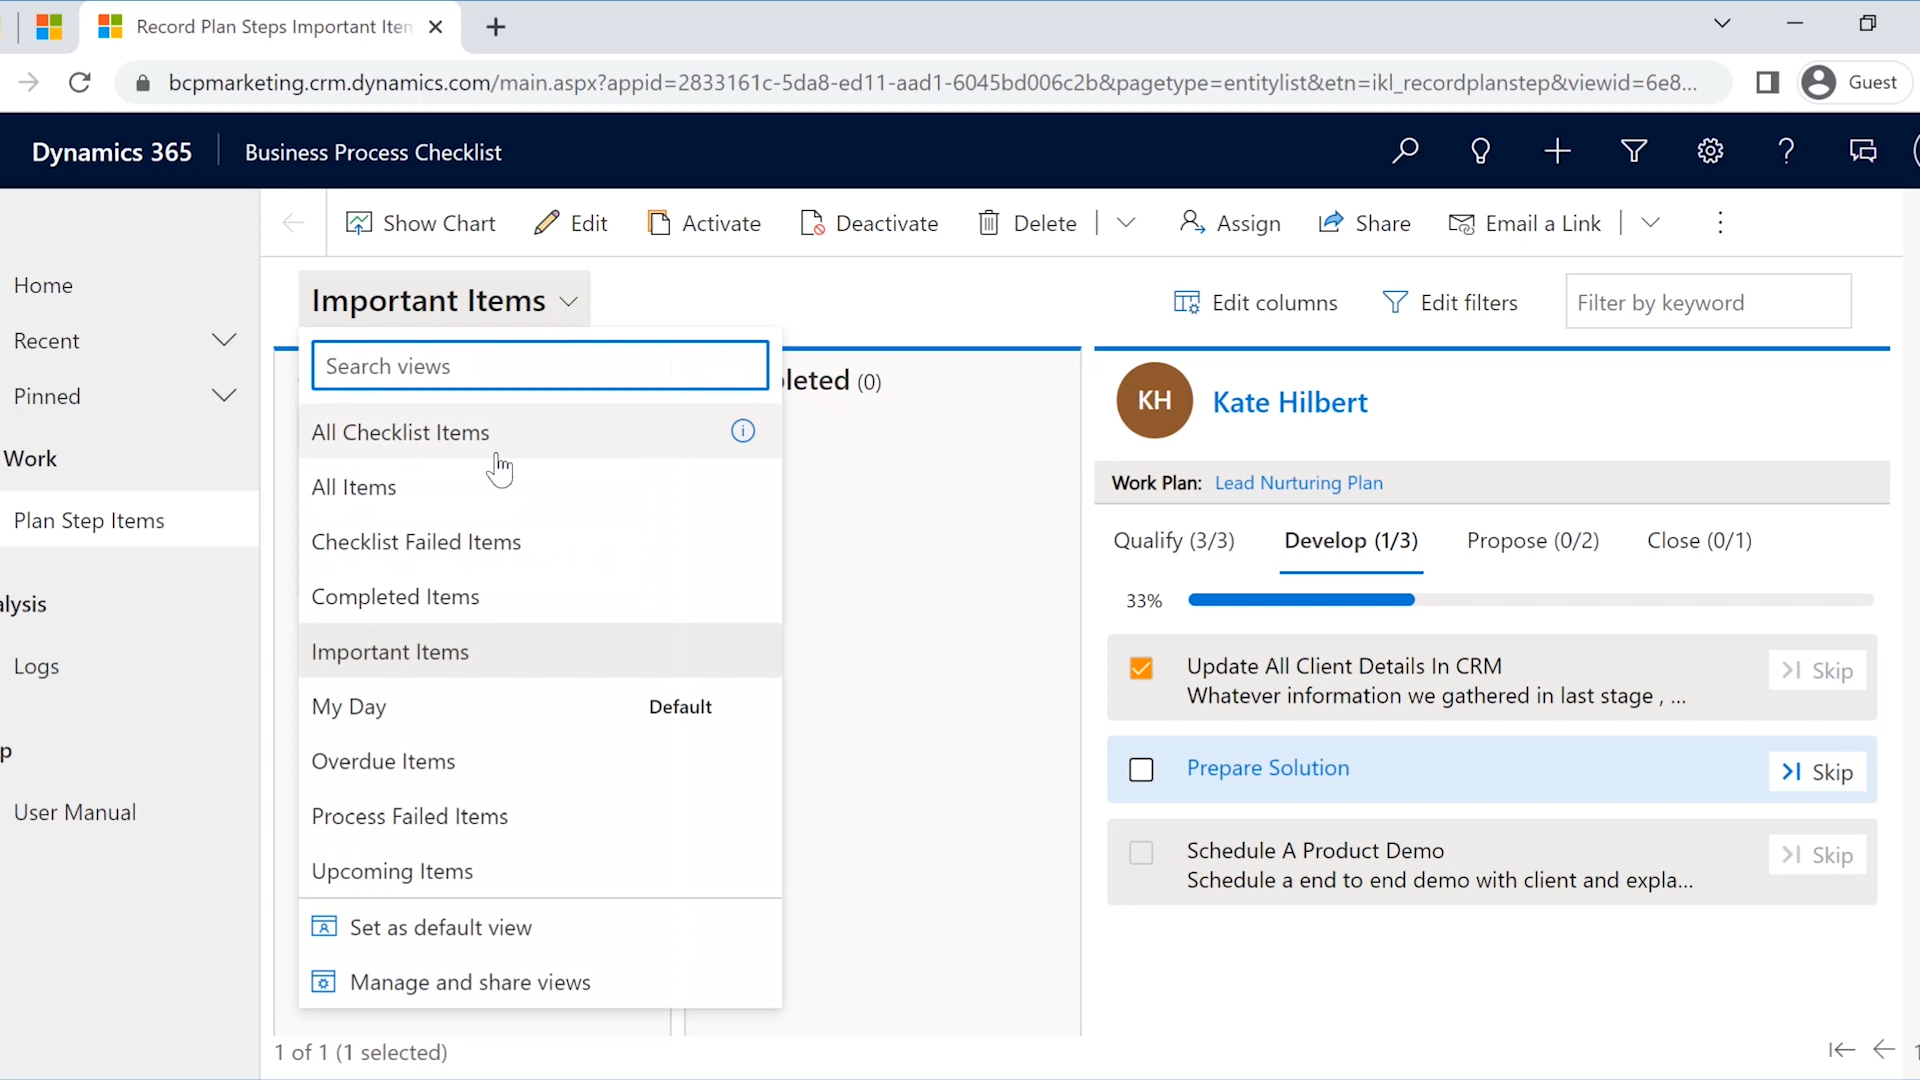 Record Plan Steps Important Item
bcpmarketing.crm.dynamics.com/main.aspx?appid=2833161c-5da8-ed11-aad1-6045bd006c2b&pagetype=entitylist&etn=ikl_recordplanstep&viewid=6e8...
Guest
Dynamics 365
Business Process Checklist
Show Chart
Edit
Activate
Deactivate
Delete
Assign
Share
Email a Link
Home
Recent
Pinned
Work
Plan Step Items
alysis
Logs
p
User Manual
Important Items
Edit columns
Edit filters
Filter by keyword
Search views
All Checklist Items
All Items
Checklist Failed Items
Completed Items
Important Items
My Day Default
Overdue Items
Process Failed Items
Upcoming Items
Set as default view
Manage and share views
leted (0)
KH
Kate Hilbert
Work Plan: Lead Nurturing Plan
Qualify (3/3)
Develop (1/3)
Propose (0/2)
Close (0/1)
33%
Update All Client Details In CRM
Whatever information we gathered in last stage , ...
Skip
Prepare Solution
Skip
Schedule A Product Demo
Schedule a end to end demo with client and expla...
Skip
1 of 1 (1 selected)